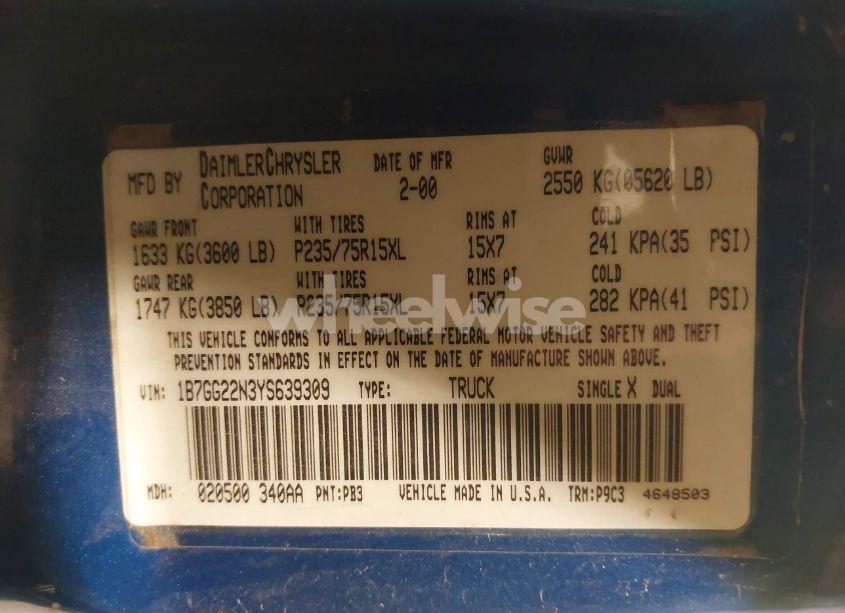 MFD BY DAIMLERCHRYSLER CORPORATION DATE OF MFR 2-00 GVWR 2550 KG(05620 LB)
GAWR FRONT WITH TIRES RIMS AT COLD
1633 KG(3600 LB) P235/75R15XL 15X7 241 KPA(35 PSI)
GAWR REAR WITH TIRES RIMS AT COLD
1747 KG(3850 LB) P235/75R15XL 15X7 282 KPA(41 PSI)
wheelwise
THIS VEHICLE CONFORMS TO ALL APPLICABLE FEDERAL MOTOR VEHICLE SAFETY AND THEFT
PREVENTION STANDARDS IN EFFECT ON THE DATE OF MANUFACTURE SHOWN ABOVE.
VIN: 1B7GG22N3YS639309 TYPE: TRUCK SINGLE X DUAL
MDH: 020500 340AA PNT:PB3 VEHICLE MADE IN U.S.A. TRM:P9C3 4648503